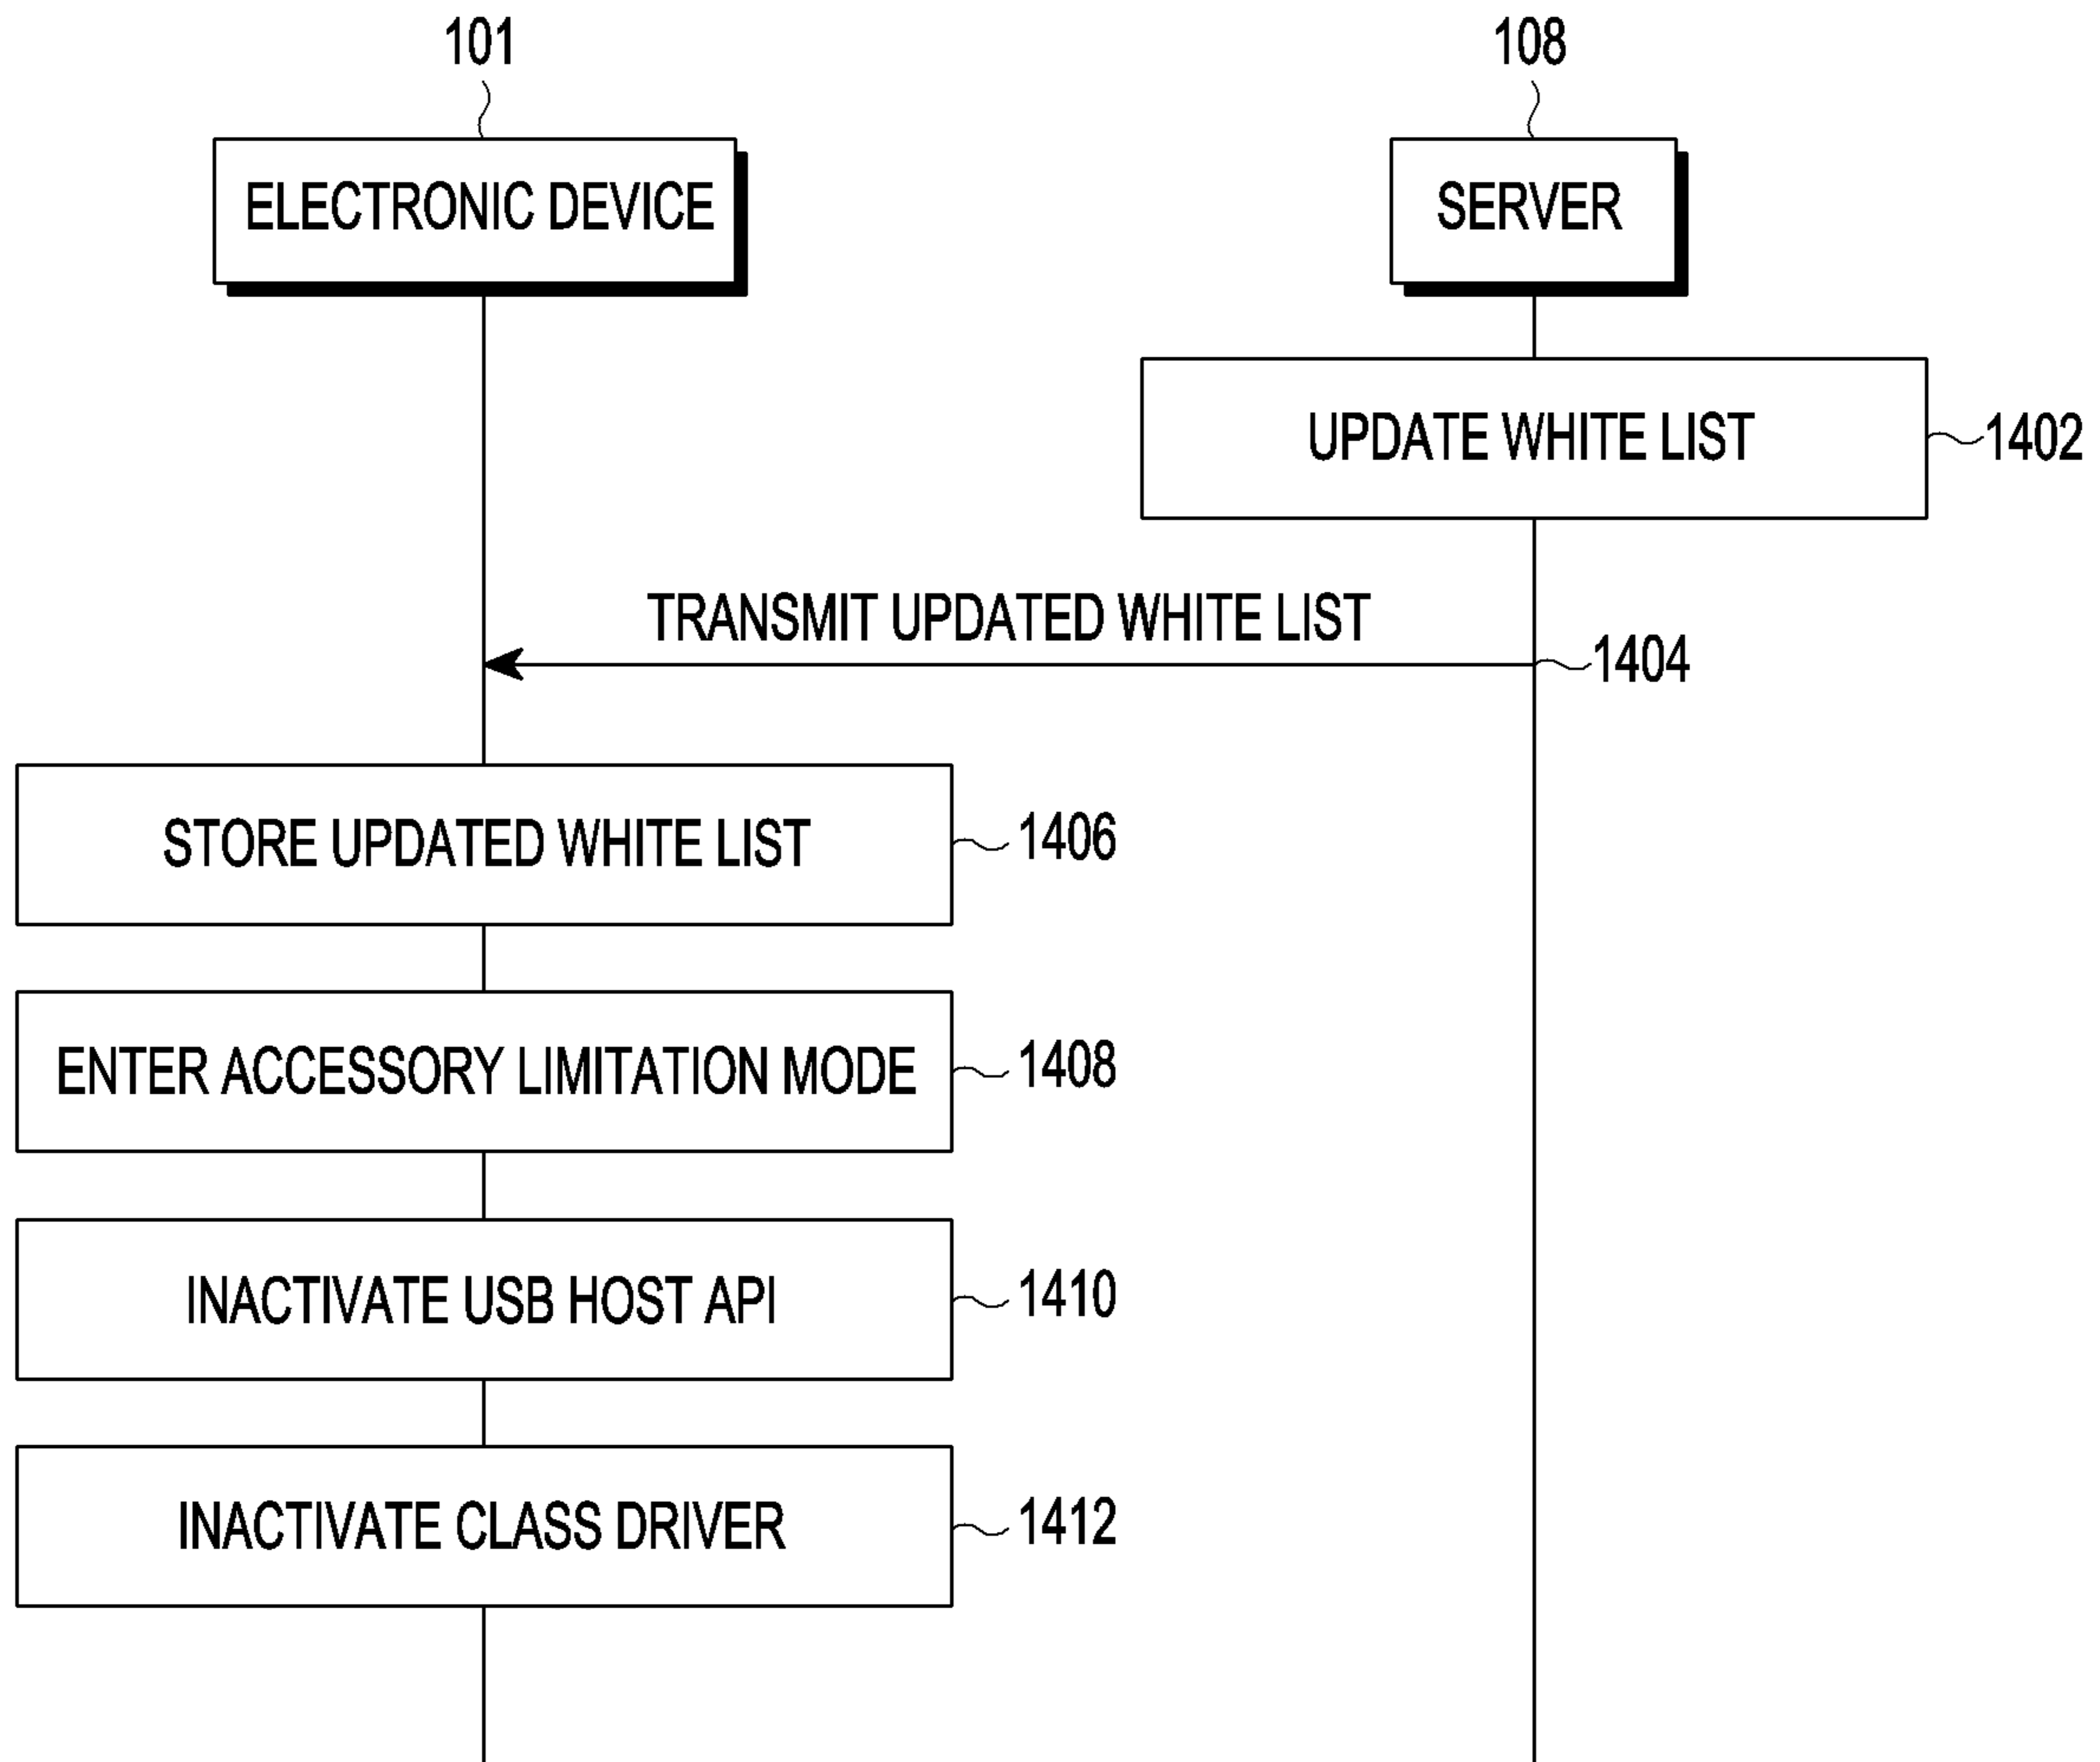 101
108
ELECTRONIC DEVICE
SERVER
UPDATE WHITE LIST
1402
TRANSMIT UPDATED WHITE LIST
1404
STORE UPDATED WHITE LIST
1406
ENTER ACCESSORY LIMITATION MODE
1408
INACTIVATE USB HOST API
1410
INACTIVATE CLASS DRIVER
1412